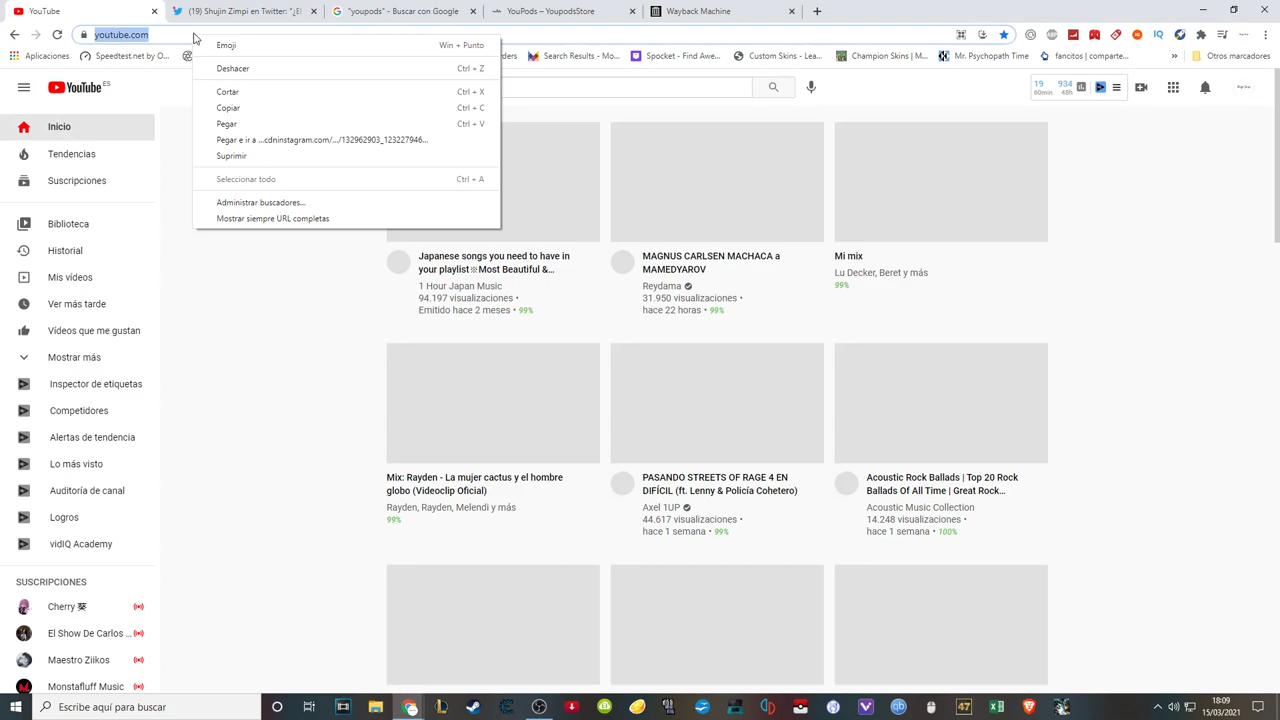 YouTube
(19) Shujin Zimpi en Twitter: "¿El
"youpods" - Buscar con Google
YouPods – YoupodsStore
Wayback Machine
youtube.com
Aplicaciones
Speedtest.net by O...
Search Results - Mo...
Spocket - Aver...
Custom Skins - Gal...
Champion Skins | M...
Mr. Psychopath Time
fancitos | comparte...
»
Otros marcadores
Emoji Win + Punto
Deshacer Ctrl + Z
Cortar Ctrl + X
Copiar Ctrl + C
Pegar Ctrl + V
Pegar e ir a ...cdninstagram.com/.../132962903_123227946...
Suprimir
Seleccionar todo Ctrl + A
Administrar buscadores...
Mostrar siempre URL completas
YouTube ES
19 934
60min 48h
Inicio
Tendencias
Suscripciones
Biblioteca
Historial
Mis vídeos
Ver más tarde
Vídeos que me gustan
Mostrar más
Inspector de etiquetas
Competidores
Alertas de tendencia
Lo más visto
Auditoría de canal
Logros
vidIQ Academy
SUSCRIPCIONES
Cherry 葵
El Show De Carlos ...
Maestro Ziikos
Monstafluff Music
Japanese songs you need to have in
your playlist※Most Beautiful &...
1 Hour Japan Music
94.197 visualizaciones •
Emitido hace 2 meses • 99%
MAGNUS CARLSEN MACHACA a
MAMEDYAROV
Reydama
31.950 visualizaciones •
hace 22 horas • 99%
Mi mix
Lu Decker, Beret y más
99%
Mix: Rayden - La mujer cactus y el hombre
globo (Videoclip Oficial)
Rayden, Rayden, Melendi y más
99%
PASANDO STREETS OF RAGE 4 EN
DIFÍCIL (ft. Lenny & Policía Cohetero)
Axel 1UP
44.617 visualizaciones •
hace 1 semana • 99%
Acoustic Rock Ballads | Top 20 Rock
Ballads Of All Time | Great Rock...
Acoustic Music Collection
14.248 visualizaciones •
hace 1 semana • 100%
Escribe aquí para buscar
18:09
15/03/2021